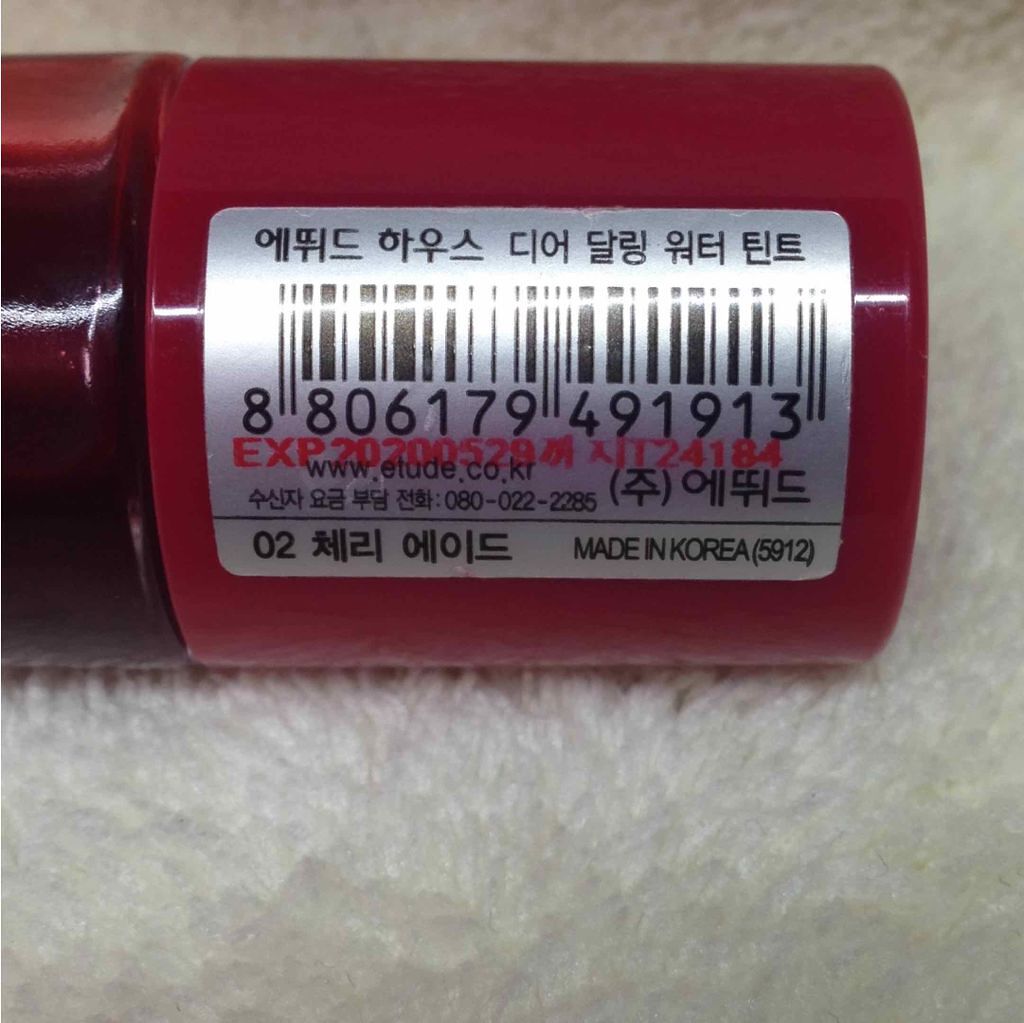 에뛰드 하우스 디어 달링 워터 틴트
8 806179 491913
EXP 20200529까지 T24184
www.etude.co.kr
(주) 에뛰드
수신자 요금 부담 전화: 080-022-2285
02 체리 에이드 MADE IN KOREA (5912)